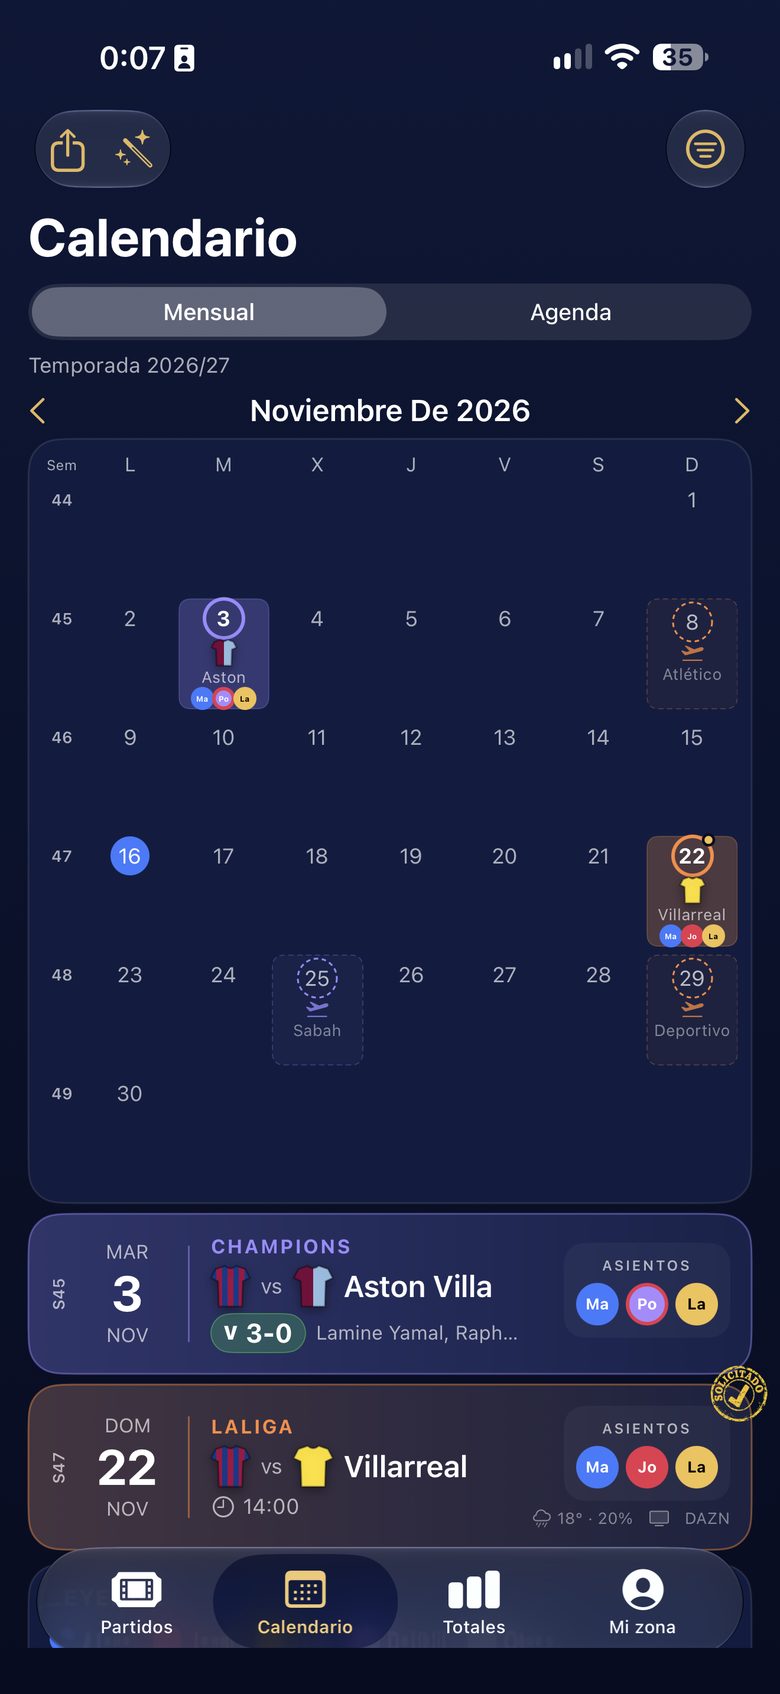 0:07 35
Calendario
Mensual Agenda
Temporada 2026/27
Noviembre De 2026
Sem L M X J V S D
44 1
45 2 3 4 5 6 7 8
Aston Atlético
Ma Po La
46 9 10 11 12 13 14 15
47 16 17 18 19 20 21 22
Villarreal
Ma Jo La
48 23 24 25 26 27 28 29
Sabah Deportivo
49 30
S45
MAR
3
NOV
CHAMPIONS
vs Aston Villa
V 3-0 Lamine Yamal, Raph...
ASIENTOS
Ma Po La
SOLICITADO
S47
DOM
22
NOV
LALIGA
vs Villarreal
14:00
ASIENTOS
Ma Jo La
18° · 20% DAZN
Partidos Calendario Totales Mi zona